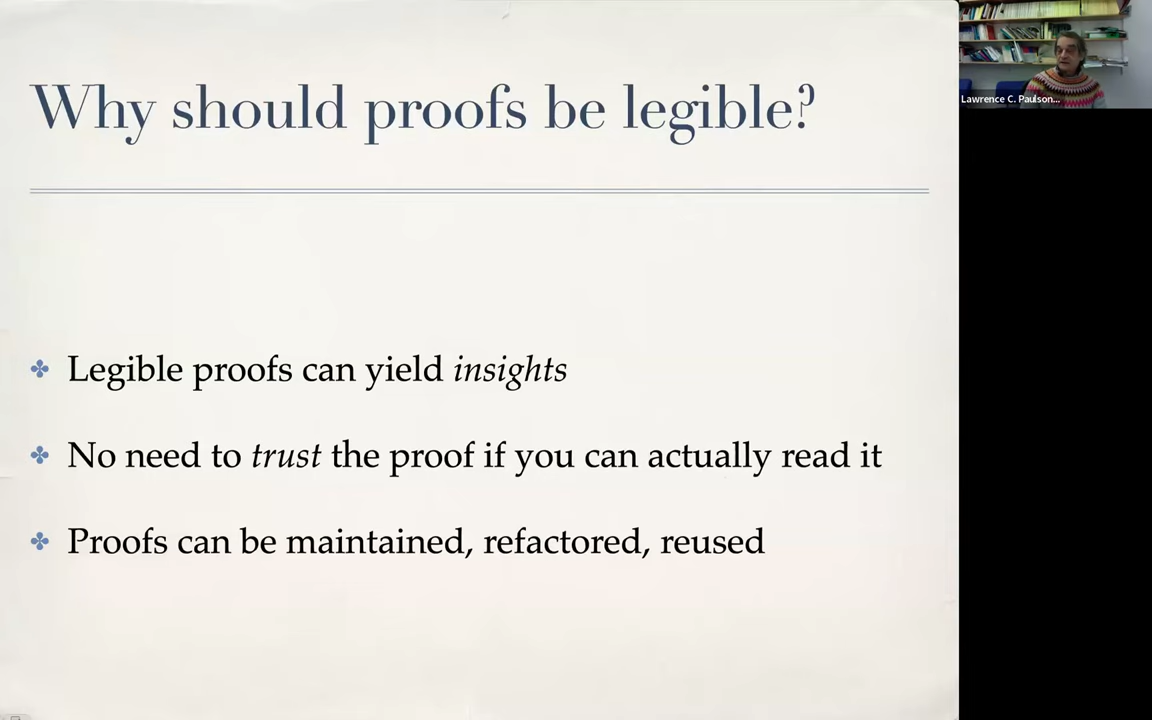 Why should proofs be legible?
Lawrence C. Paulson...
Legible proofs can yield insights
No need to trust the proof if you can actually read it
Proofs can be maintained, refactored, reused